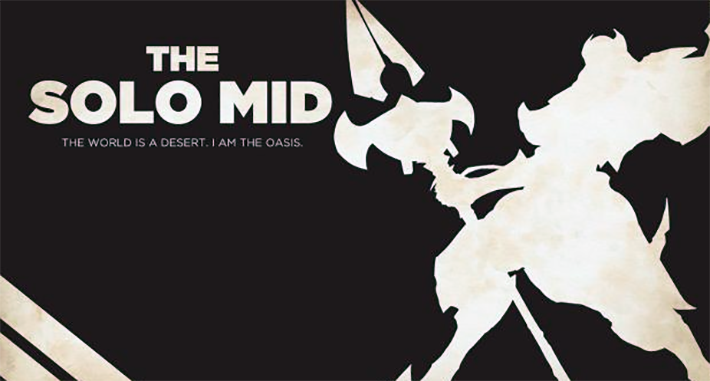 THE
SOLO MID
THE WORLD IS A DESERT. I AM THE OASIS.